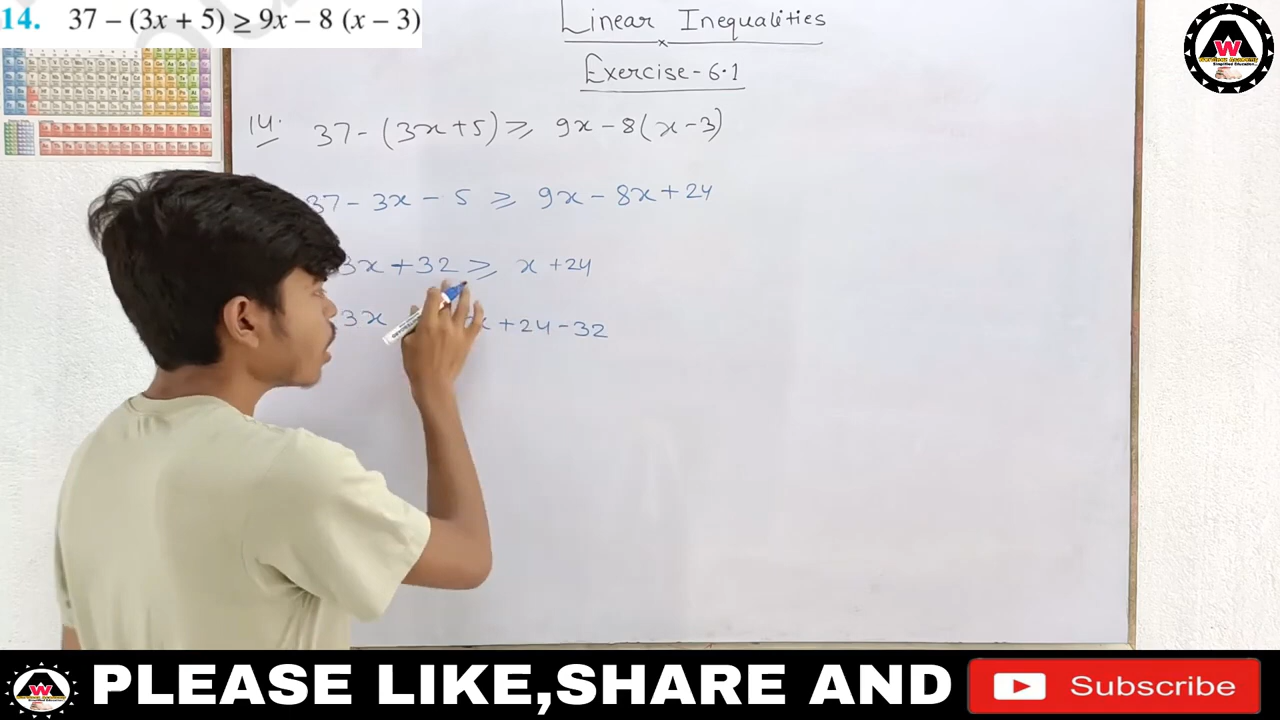 14. 37 – (3x + 5) ≥ 9x – 8 (x – 3)
Linear Inequalities
Exercise-6.1
14. 37-(3x+5) ≥ 9x-8(x-3)
37-3x-5 ≥ 9x-8x+24
3x+32 ≥ x+24
3x x+24-32
PLEASE LIKE,SHARE AND
Subscribe